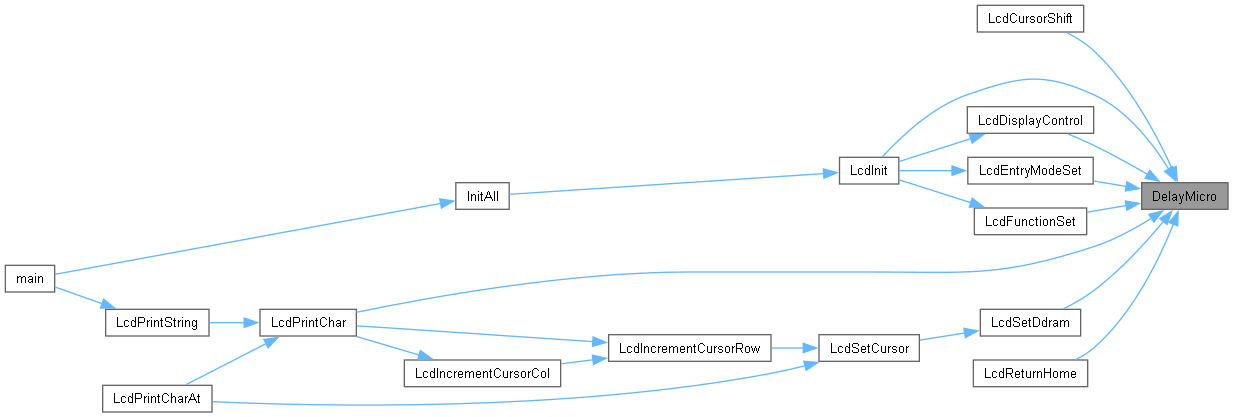 LcdCursorShift
LcdDisplayControl
LcdInit
LcdEntryModeSet
InitAll
DelayMicro
LcdFunctionSet
main
LcdPrintString
LcdPrintChar
LcdSetDdram
LcdIncrementCursorRow
LcdSetCursor
LcdIncrementCursorCol
LcdReturnHome
LcdPrintCharAt